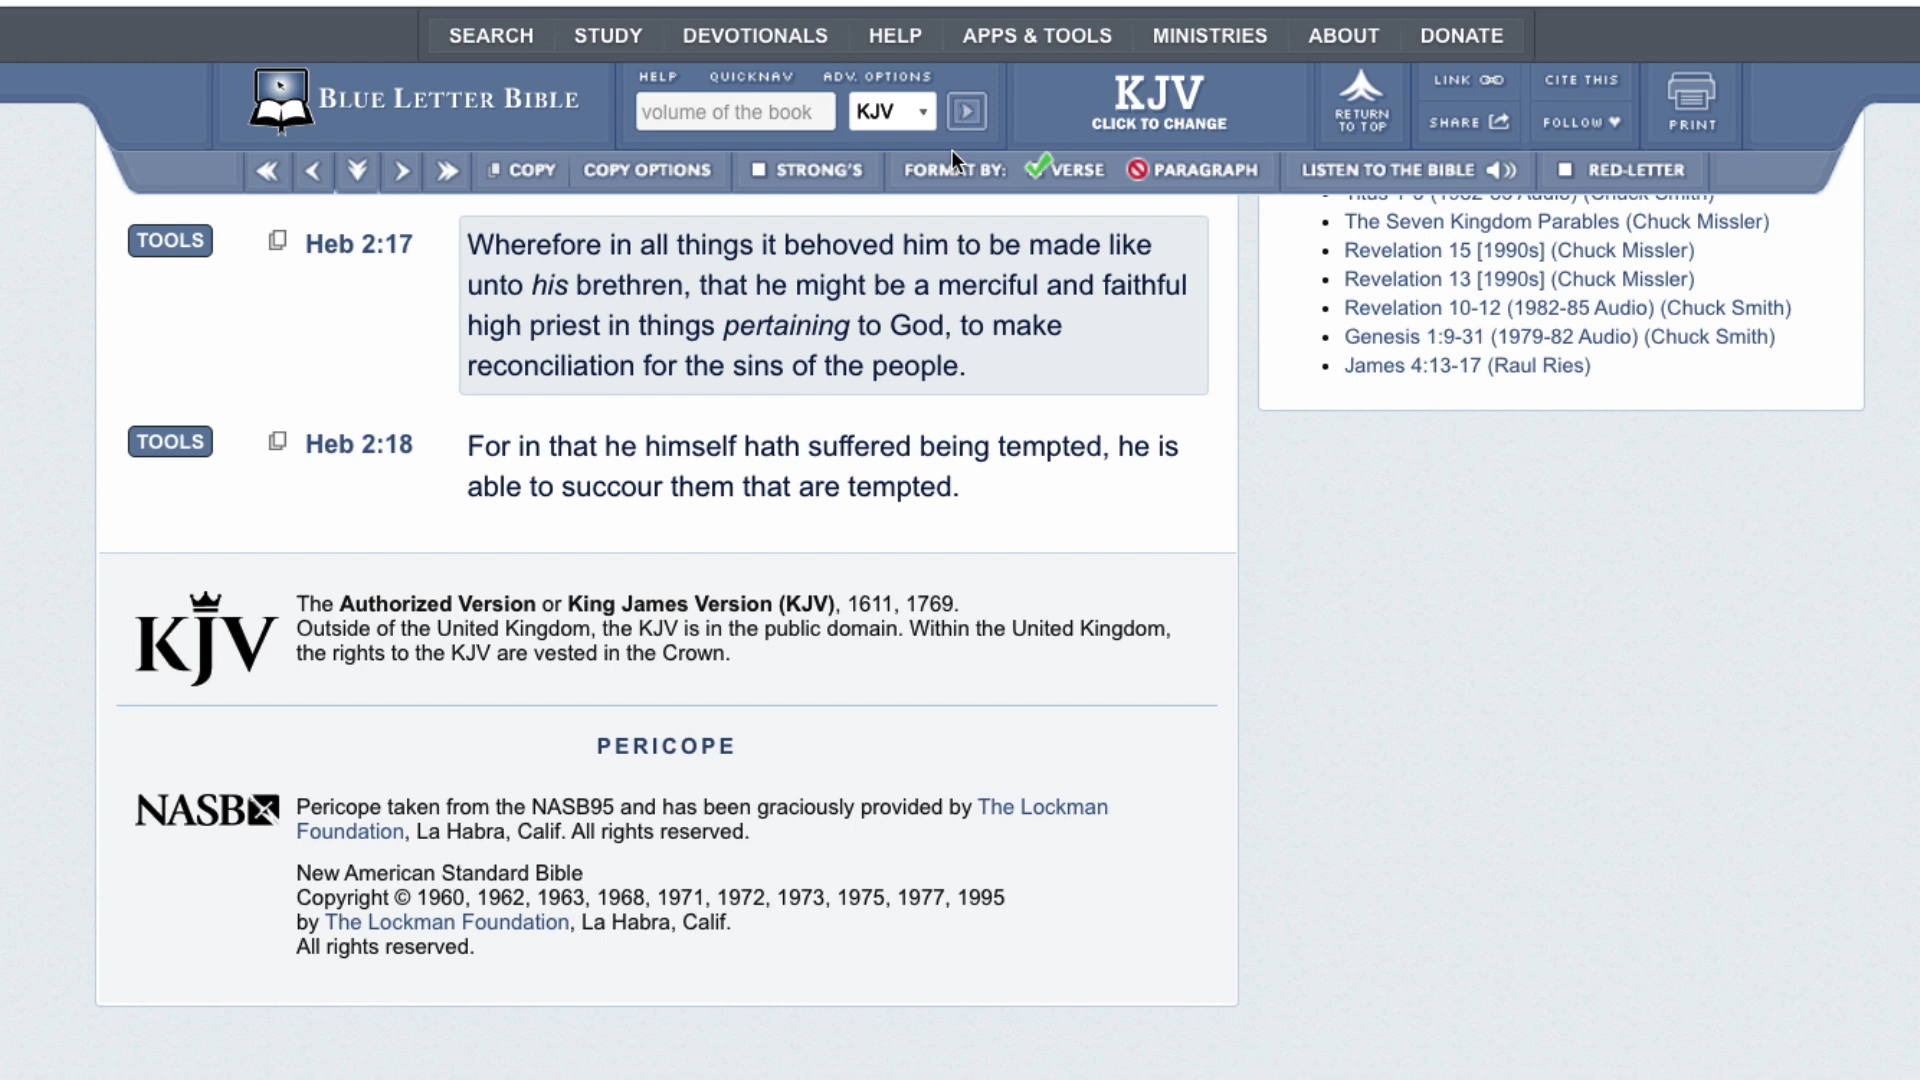 SEARCH STUDY DEVOTIONALS HELP APPS & TOOLS MINISTRIES ABOUT DONATE
BLUE LETTER BIBLE
HELP QUICKNAV ADV. OPTIONS
volume of the book KJV
KJV
CLICK TO CHANGE
RETURN
TO TOP
LINK
SHARE
CITE THIS
FOLLOW
PRINT
COPY COPY OPTIONS STRONG'S FORMAT BY: VERSE PARAGRAPH LISTEN TO THE BIBLE RED-LETTER
TOOLS Heb 2:17
Wherefore in all things it behoved him to be made like
unto his brethren, that he might be a merciful and faithful
high priest in things pertaining to God, to make
reconciliation for the sins of the people.
TOOLS Heb 2:18
For in that he himself hath suffered being tempted, he is
able to succour them that are tempted.
KJV
The Authorized Version or King James Version (KJV), 1611, 1769.
Outside of the United Kingdom, the KJV is in the public domain. Within the United Kingdom,
the rights to the KJV are vested in the Crown.
PERICOPE
NASB
Pericope taken from the NASB95 and has been graciously provided by The Lockman
Foundation, La Habra, Calif. All rights reserved.
New American Standard Bible
Copyright © 1960, 1962, 1963, 1968, 1971, 1972, 1973, 1975, 1977, 1995
by The Lockman Foundation, La Habra, Calif.
All rights reserved.
(Chuck Smith)
The Seven Kingdom Parables (Chuck Missler)
Revelation 15 [1990s] (Chuck Missler)
Revelation 13 [1990s] (Chuck Missler)
Revelation 10-12 (1982-85 Audio) (Chuck Smith)
Genesis 1:9-31 (1979-82 Audio) (Chuck Smith)
James 4:13-17 (Raul Ries)